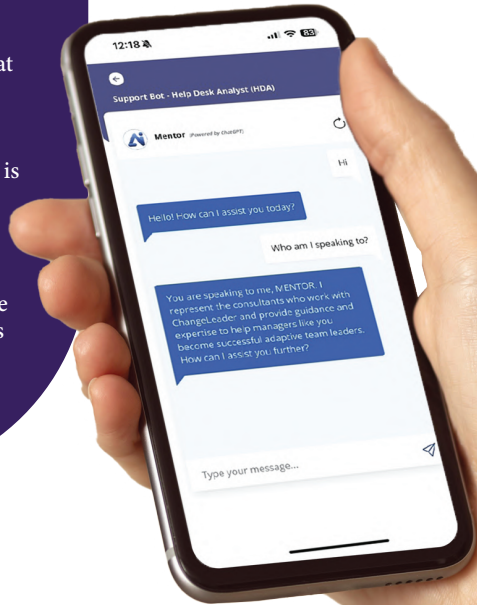 at
is
e
s
12:18
83
Support Bot - Help Desk Analyst (HDA)
Mentor (Powered by ChatGPT)
Hi
Hello! How can I assist you today?
Who am I speaking to?
You are speaking to me, MENTOR. I
represent the consultants who work with
ChangeLeader and provide guidance and
expertise to help managers like you
become successful adaptive team leaders.
How can I assist you further?
Type your message...